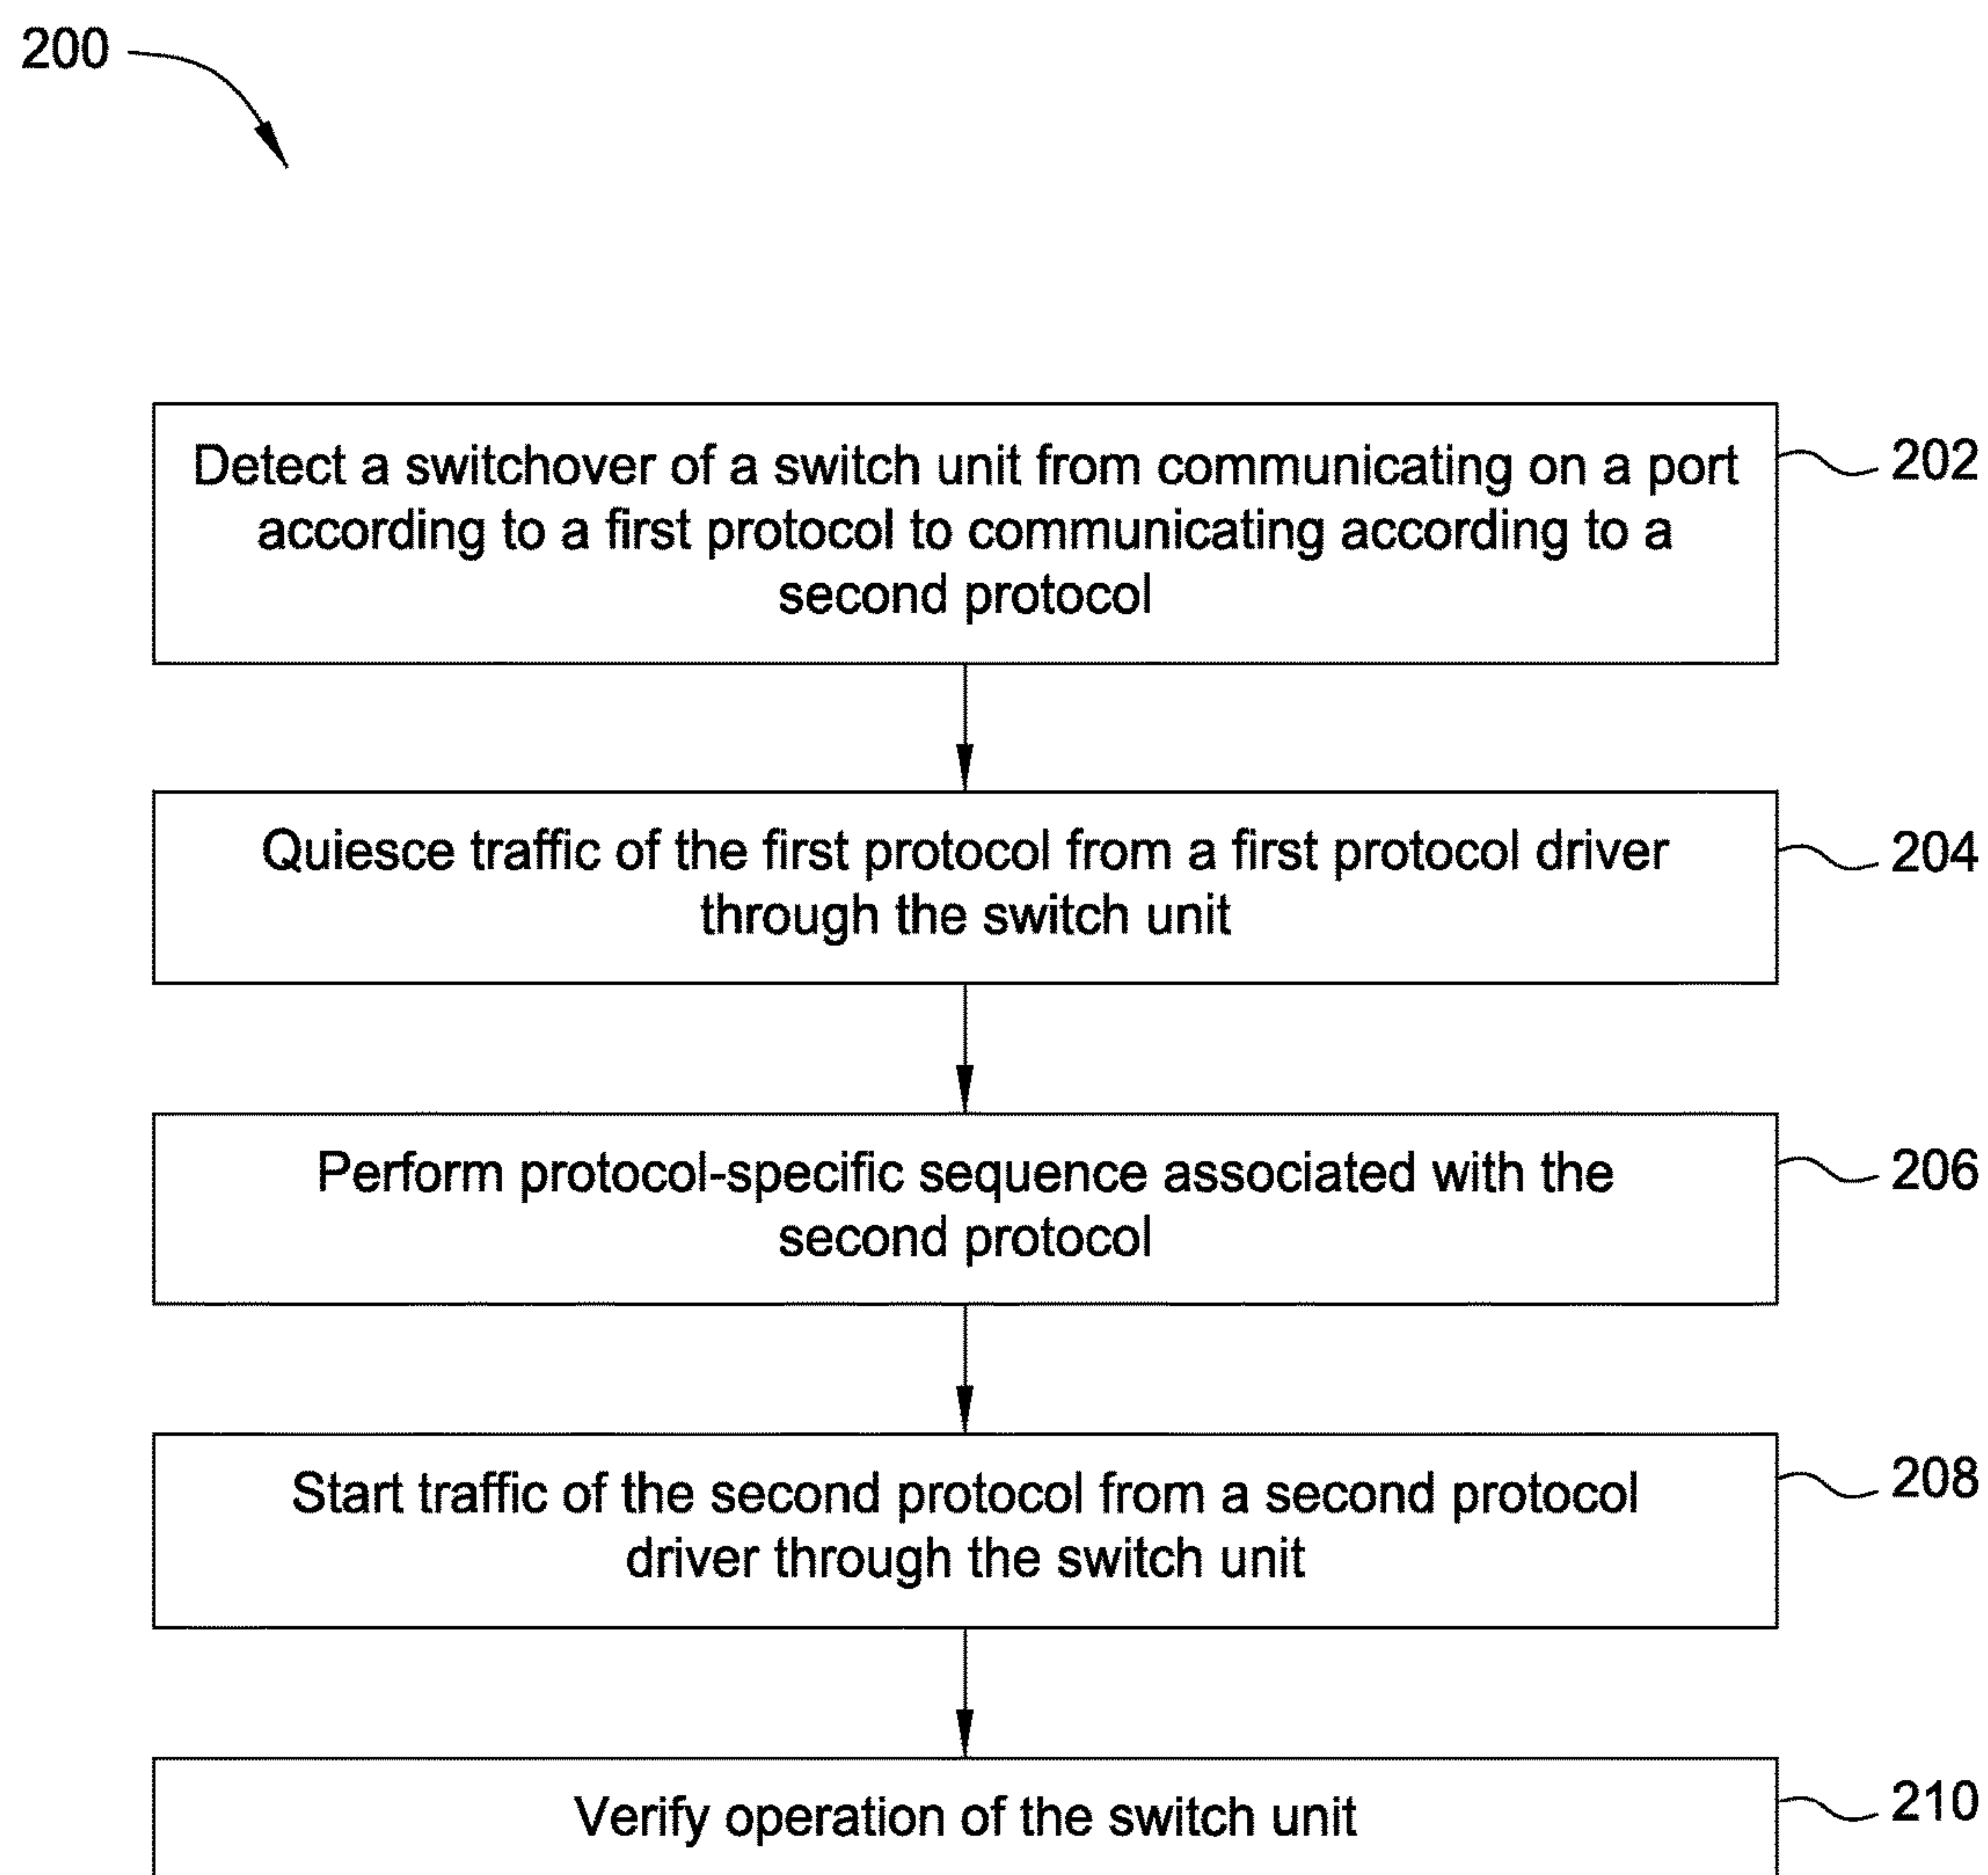 200
Detect a switchover of a switch unit from communicating on a port
according to a first protocol to communicating according to a
second protocol
202
Quiesce traffic of the first protocol from a first protocol driver
through the switch unit
204
Perform protocol-specific sequence associated with the
second protocol
206
Start traffic of the second protocol from a second protocol
driver through the switch unit
208
Verify operation of the switch unit
210